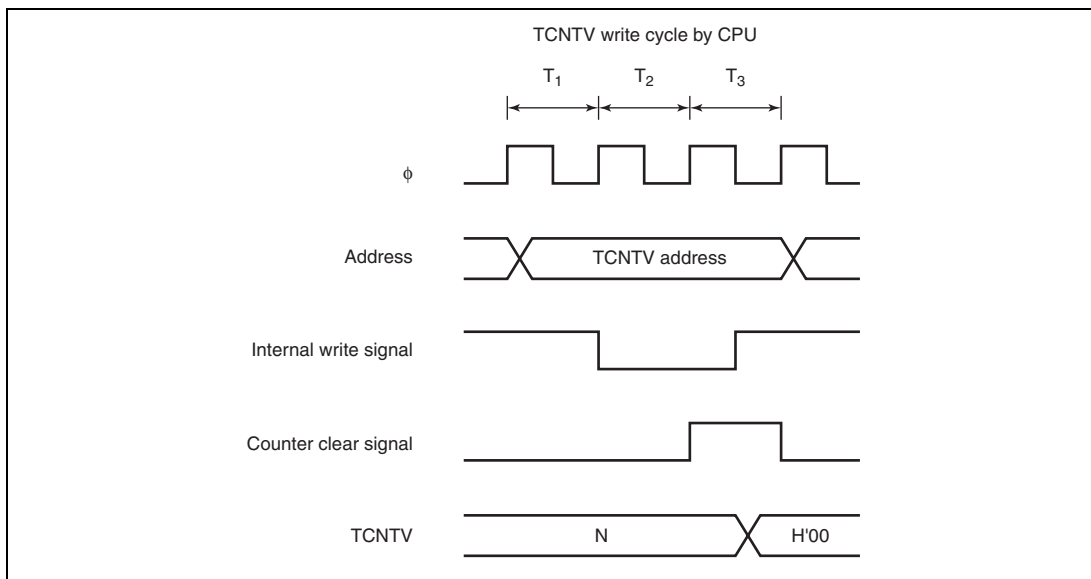 TCNTV write cycle by CPU
T1 T2 T3
φ
Address TCNTV address
Internal write signal
Counter clear signal
TCNTV N H'00